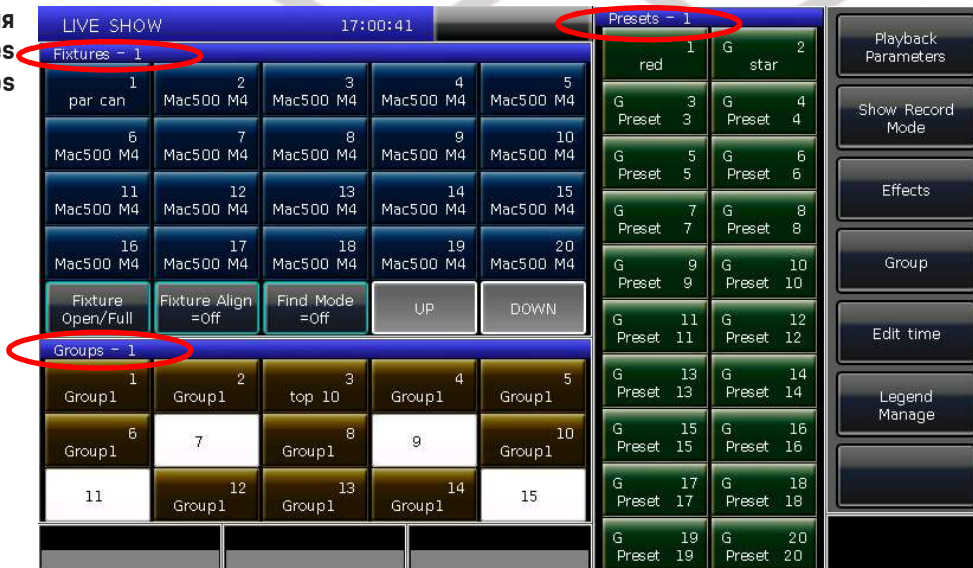 я
es
os
LIVE SHOW 17:00:41
Fixtures - 1
1 par can
2 Mac500 M4
3 Mac500 M4
4 Mac500 M4
5 Mac500 M4
6 Mac500 M4
7 Mac500 M4
8 Mac500 M4
9 Mac500 M4
10 Mac500 M4
11 Mac500 M4
12 Mac500 M4
13 Mac500 M4
14 Mac500 M4
15 Mac500 M4
16 Mac500 M4
17 Mac500 M4
18 Mac500 M4
19 Mac500 M4
20 Mac500 M4
Fixture
Open/Full
Fixture Align
=Off
Find Mode
=Off
UP
DOWN
Groups - 1
1
Group1
2
Group1
3
top 10
4
Group1
5
Group1
6
Group1
7
8
Group1
9
10
Group1
11
12
Group1
13
Group1
14
Group1
15
Presets - 1
1
red
G 2
star
G 3
Preset 3
G 4
Preset 4
G 5
Preset 5
G 6
Preset 6
G 7
Preset 7
G 8
Preset 8
G 9
Preset 9
G 10
Preset 10
G 11
Preset 11
G 12
Preset 12
G 13
Preset 13
G 14
Preset 14
G 15
Preset 15
G 16
Preset 16
G 17
Preset 17
G 18
Preset 18
G 19
Preset 19
G 20
Preset 20
Playback
Parameters
Show Record
Mode
Effects
Group
Edit time
Legend
Manage